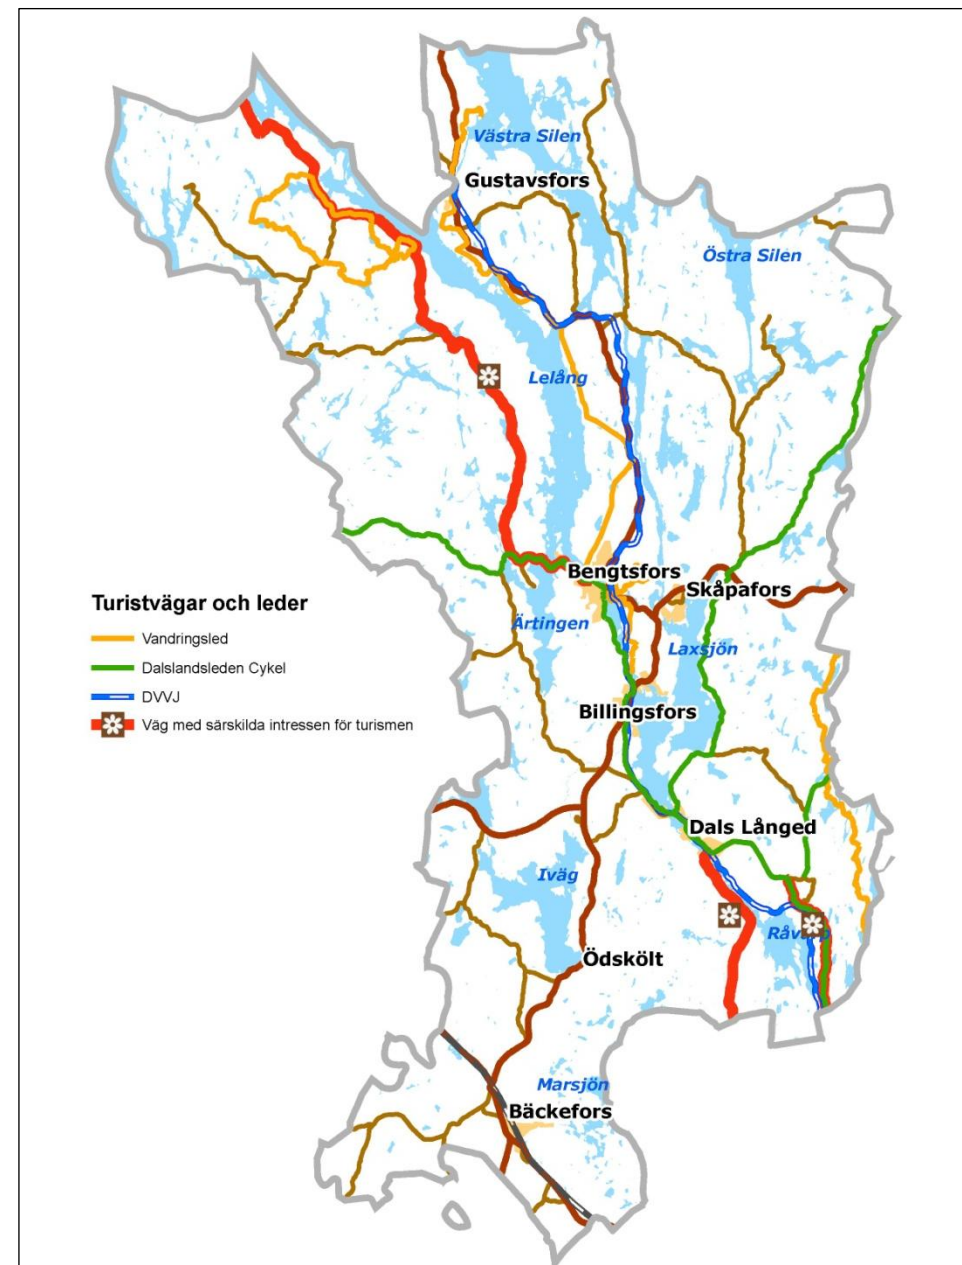 Västra Silen
Gustavsfors
Östra Silen
Lelång
Bengtsfors
Skåpafors
Ärtingen
Laxsjön
Turistvägar och leder
Vandringsled
Dalslandsleden Cykel
DVVJ
Väg med särskilda intressen för turismen
Billingsfors
Dals Långed
Iväg
Ödskölt
Marsjön
Bäckefors